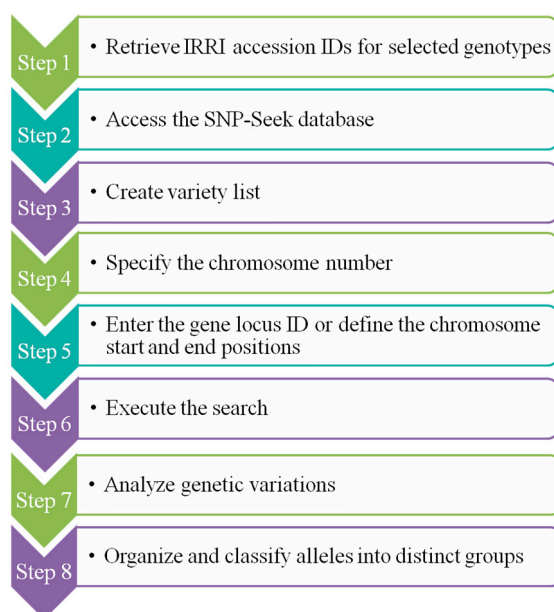 Step 1
• Retrieve IRRI accession IDs for selected genotypes
Step 2
• Access the SNP-Seek database
Step 3
• Create variety list
Step 4
• Specify the chromosome number
Step 5
• Enter the gene locus ID or define the chromosome
start and end positions
Step 6
• Execute the search
Step 7
• Analyze genetic variations
Step 8
• Organize and classify alleles into distinct groups